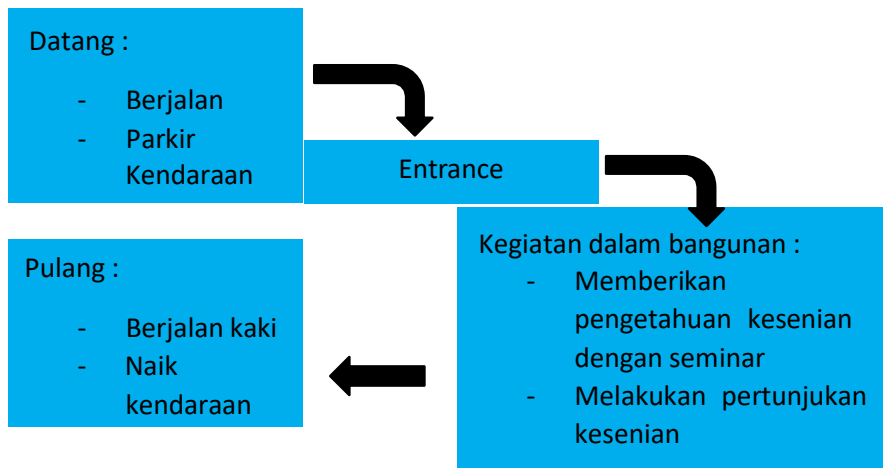 Datang :
- Berjalan
- Parkir
Kendaraan
Entrance
Kegiatan dalam bangunan :
- Memberikan
pengetahuan kesenian
dengan seminar
- Melakukan pertunjukan
kesenian
Pulang :
- Berjalan kaki
- Naik
kendaraan